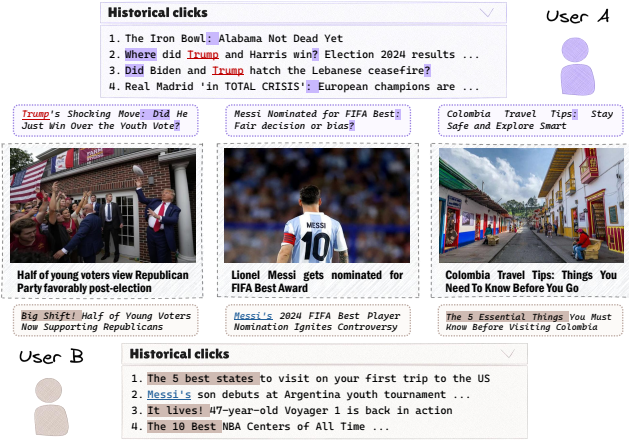 Historical clicks
User A
1. The Iron Bowl: Alabama Not Dead Yet
2. Where did Trump and Harris win? Election 2024 results ...
3. Did Biden and Trump hatch the Lebanese ceasefire?
4. Real Madrid 'in TOTAL CRISIS': European champions are ...
Trump's Shocking Move: Did He
Just Win Over the Youth Vote?
Messi Nominated for FIFA Best:
Fair decision or bias?
Colombia Travel Tips: Stay
Safe and Explore Smart
MESSI
10
Half of young voters view Republican
Party favorably post-election
Lionel Messi gets nominated for
FIFA Best Award
Colombia Travel Tips: Things You
Need To Know Before You Go
Big Shift! Half of Young Voters
Now Supporting Republicans
Messi's 2024 FIFA Best Player
Nomination Ignites Controversy
The 5 Essential Things You Must
Know Before Visiting Colombia
User B
Historical clicks
1. The 5 best states to visit on your first trip to the US
2. Messi's son debuts at Argentina youth tournament ...
3. It lives! 47-year-old Voyager 1 is back in action
4. The 10 Best NBA Centers of All Time ...